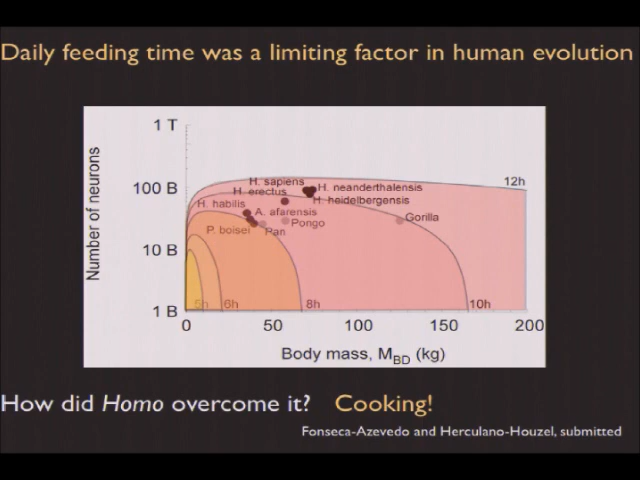 Daily feeding time was a limiting factor in human evolution
Number of neurons
1 T
100 B
10 B
1 B
H. sapiens
H. erectus
H. neanderthalensis
H. heidelbergensis
H. habilis
A. afarensis
Pongo
Gorilla
P. boisei
Pan
12h
5h
6h
8h
10h
0
50
100
150
200
Body mass, MBD (kg)
How did Homo overcome it? Cooking!
Fonseca-Azevedo and Herculano-Houzel, submitted